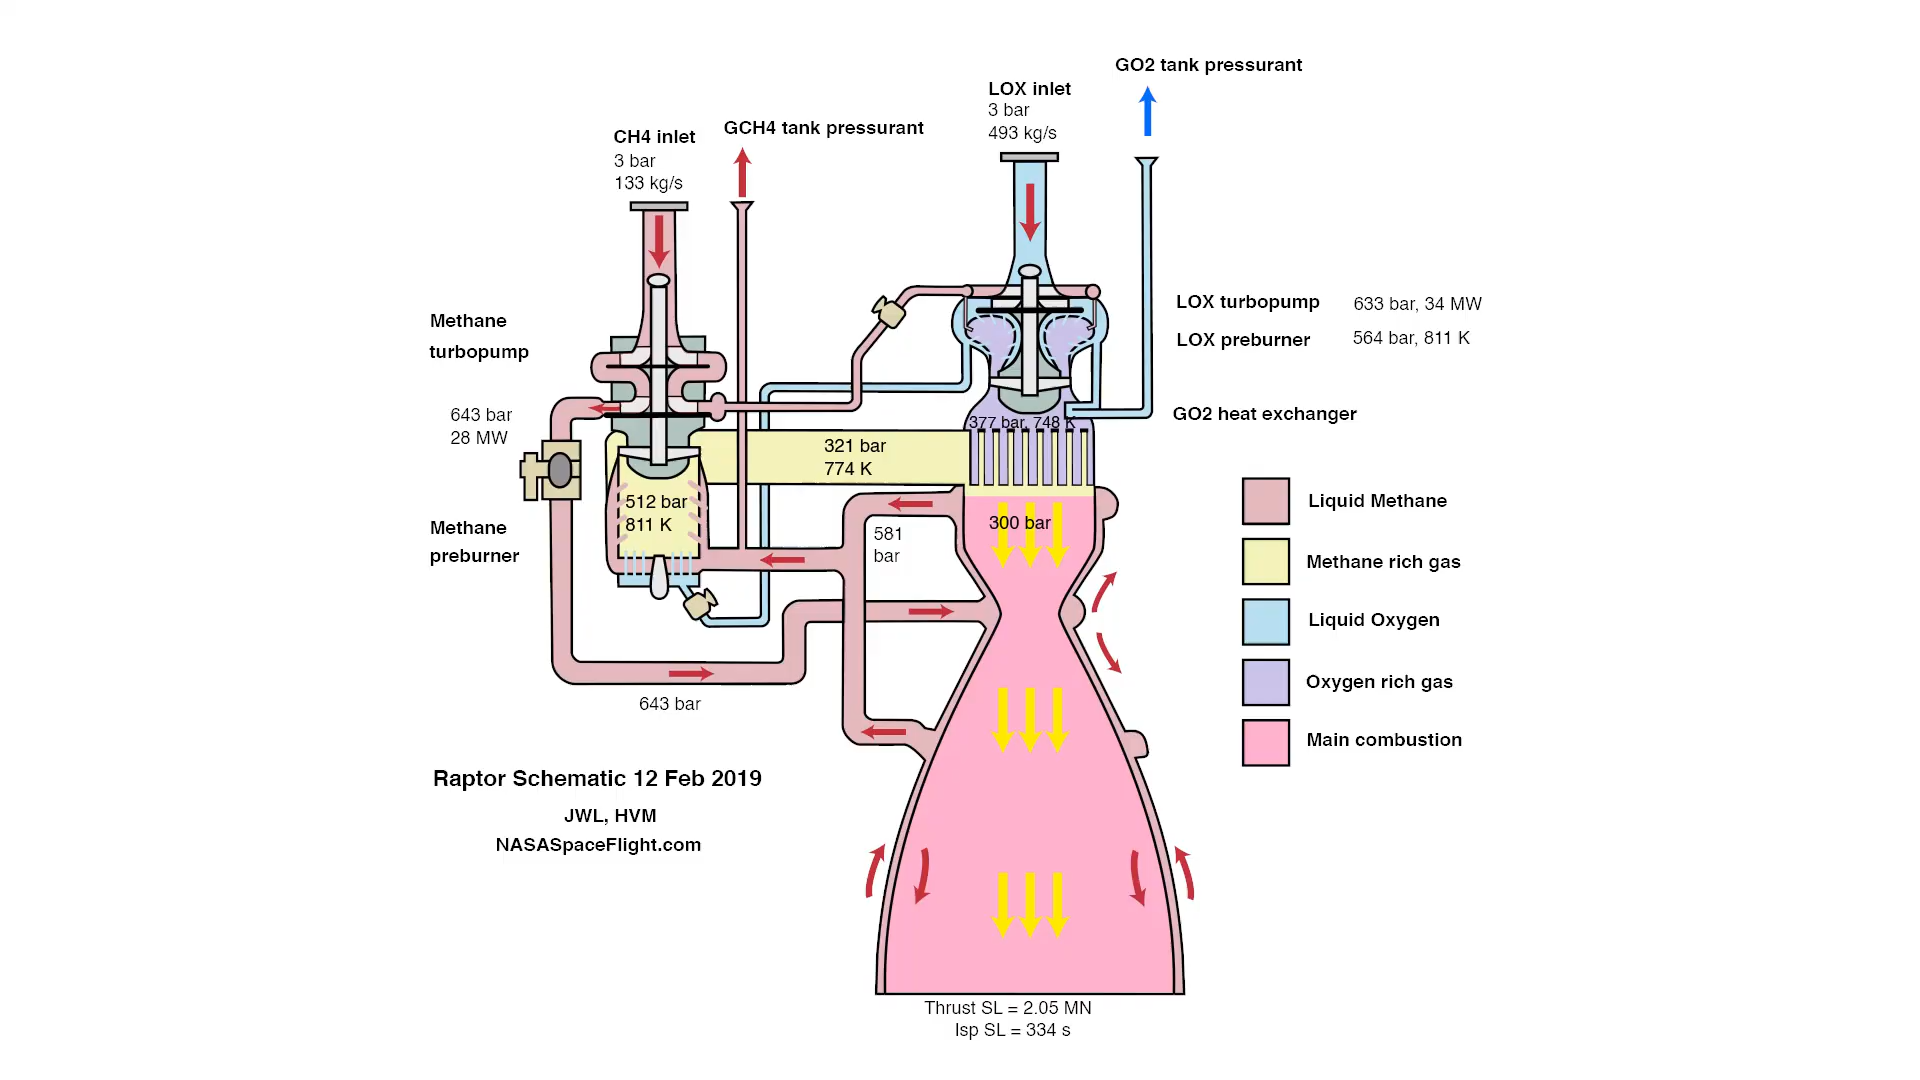 GO2 tank pressurant
LOX inlet
3 bar
493 kg/s
GCH4 tank pressurant
CH4 inlet
3 bar
133 kg/s
LOX turbopump 633 bar, 34 MW
LOX preburner 564 bar, 811 K
Methane
turbopump
643 bar
28 MW
GO2 heat exchanger
377 bar, 748 K
321 bar
774 K
512 bar
811 K
Methane
preburner
300 bar
581
bar
643 bar
Liquid Methane
Methane rich gas
Liquid Oxygen
Oxygen rich gas
Main combustion
Raptor Schematic 12 Feb 2019
JWL, HVM
NASASpaceFlight.com
Thrust SL = 2.05 MN
Isp SL = 334 s